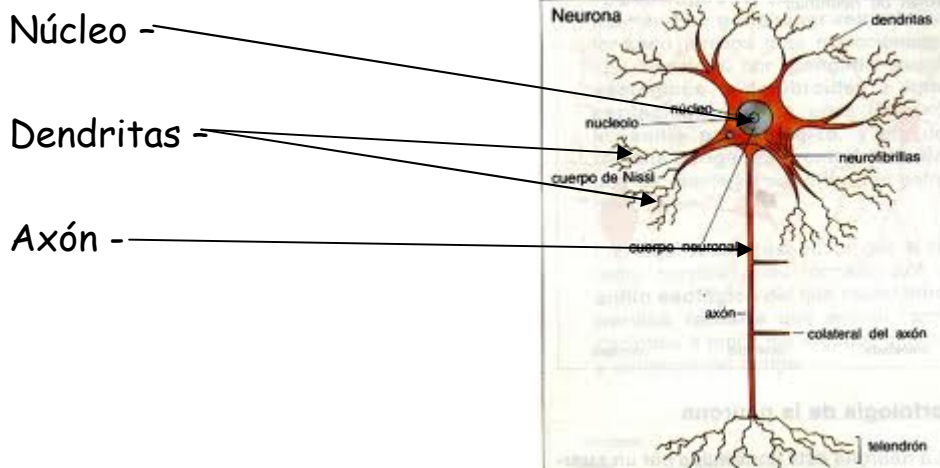 Núcleo -
Dendritas -
Axón -
Neurona
dendritas
núcleo
nucleolo
neurofibrillas
cuerpo de Nissl
cuerpo neuronal
axón
colateral del axón
telendrón